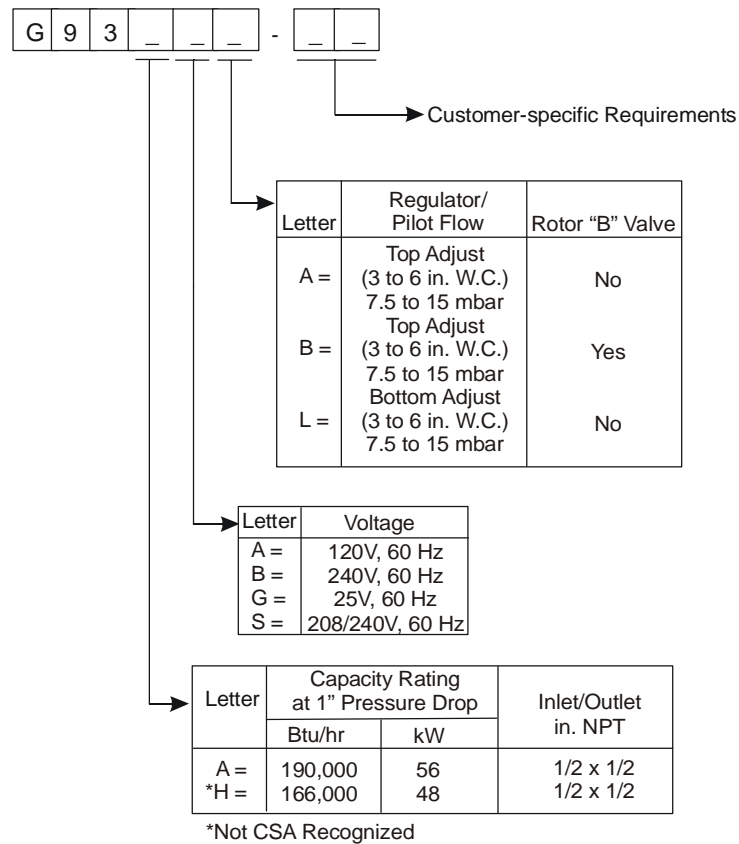 G 9 3 _ _ _ - _ _
Customer-specific Requirements
Letter Regulator/ Pilot Flow Rotor “B” Valve
A = Top Adjust (3 to 6 in. W.C.) 7.5 to 15 mbar No
B = Top Adjust (3 to 6 in. W.C.) 7.5 to 15 mbar Yes
L = Bottom Adjust (3 to 6 in. W.C.) 7.5 to 15 mbar No
Letter Voltage
A = 120V, 60 Hz
B = 240V, 60 Hz
G = 25V, 60 Hz
S = 208/240V, 60 Hz
Letter Capacity Rating at 1” Pressure Drop Inlet/Outlet in. NPT
Btu/hr kW
A = 190,000 56 1/2 x 1/2
*H = 166,000 48 1/2 x 1/2
*Not CSA Recognized